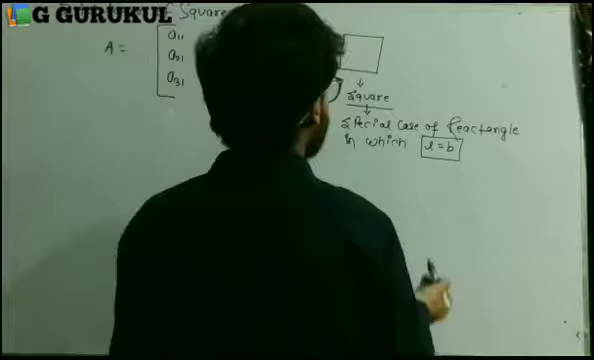 G GURUKUL
Square
A =
a11
a21
a31
Square
Special Case of Reactangle
in which l = b